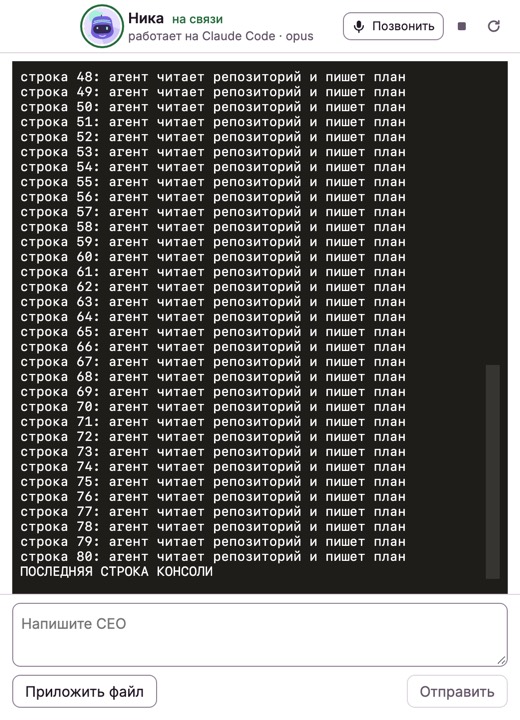 Ника на связи
работает на Claude Code · opus
Позвонить
строка 48: агент читает репозиторий и пишет план
строка 49: агент читает репозиторий и пишет план
строка 50: агент читает репозиторий и пишет план
строка 51: агент читает репозиторий и пишет план
строка 52: агент читает репозиторий и пишет план
строка 53: агент читает репозиторий и пишет план
строка 54: агент читает репозиторий и пишет план
строка 55: агент читает репозиторий и пишет план
строка 56: агент читает репозиторий и пишет план
строка 57: агент читает репозиторий и пишет план
строка 58: агент читает репозиторий и пишет план
строка 59: агент читает репозиторий и пишет план
строка 60: агент читает репозиторий и пишет план
строка 61: агент читает репозиторий и пишет план
строка 62: агент читает репозиторий и пишет план
строка 63: агент читает репозиторий и пишет план
строка 64: агент читает репозиторий и пишет план
строка 65: агент читает репозиторий и пишет план
строка 66: агент читает репозиторий и пишет план
строка 67: агент читает репозиторий и пишет план
строка 68: агент читает репозиторий и пишет план
строка 69: агент читает репозиторий и пишет план
строка 70: агент читает репозиторий и пишет план
строка 71: агент читает репозиторий и пишет план
строка 72: агент читает репозиторий и пишет план
строка 73: агент читает репозиторий и пишет план
строка 74: агент читает репозиторий и пишет план
строка 75: агент читает репозиторий и пишет план
строка 76: агент читает репозиторий и пишет план
строка 77: агент читает репозиторий и пишет план
строка 78: агент читает репозиторий и пишет план
строка 79: агент читает репозиторий и пишет план
строка 80: агент читает репозиторий и пишет план
ПОСЛЕДНЯЯ СТРОКА КОНСОЛИ
Напишите CEO
Приложить файл
Отправить